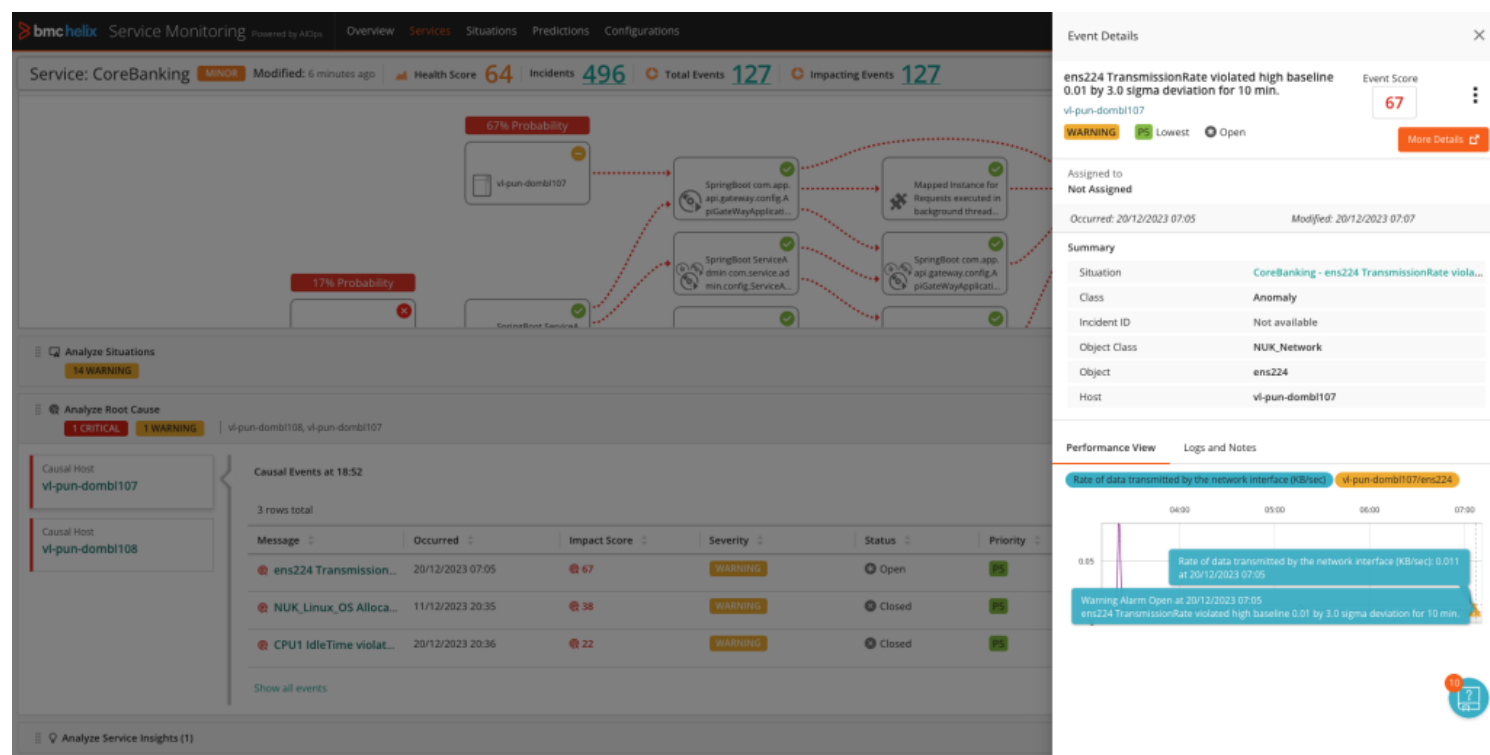 bmchelix Service Monitoring Powered by AIOps Overview Services Situations Predictions Configurations
Service: CoreBanking MINOR Modified: 6 minutes ago Health Score 64 Incidents 496 Total Events 127 Impacting Events 127
67% Probability
vl-pun-dombl107
SpringBoot com.app.
api.gateway.config.A
piGateWayApplicati...
Mapped Instance for
Requests executed in
background thread...
SpringBoot ServiceA
dmin com.service.ad
min.config.ServiceA...
SpringBoot com.app.
api.gateway.config.A
piGateWayApplicati...
17% Probability
SpringBoot ServiceA
Analyze Situations
14 WARNING
Analyze Root Cause
1 CRITICAL 1 WARNING vl-pun-dombl108, vl-pun-dombl107
Causal Host
vl-pun-dombl107
Causal Host
vl-pun-dombl108
Causal Events at 18:52
3 rows total
Message Occurred Impact Score Severity Status Priority
ens224 Transmission... 20/12/2023 07:05 67 WARNING Open P5
NUK_Linux_OS Alloca... 11/12/2023 20:35 38 WARNING Closed P5
CPU1 IdleTime violat... 20/12/2023 20:36 22 WARNING Closed P5
Show all events
Analyze Service Insights (1)
Event Details
ens224 TransmissionRate violated high baseline
0.01 by 3.0 sigma deviation for 10 min.
Event Score
67
vl-pun-dombl107
WARNING P5 Lowest Open
More Details
Assigned to
Not Assigned
Occurred: 20/12/2023 07:05 Modified: 20/12/2023 07:07
Summary
Situation CoreBanking - ens224 TransmissionRate viola...
Class Anomaly
Incident ID Not available
Object Class NUK_Network
Object ens224
Host vl-pun-dombl107
Performance View Logs and Notes
Rate of data transmitted by the network interface (KB/sec) vl-pun-dombl107/ens224
04:00 05:00 06:00 07:00
0.05
Rate of data transmitted by the network interface (KB/sec): 0.011
at 20/12/2023 07:05
Warning Alarm Open at 20/12/2023 07:05
ens224 TransmissionRate violated high baseline 0.01 by 3.0 sigma deviation for 10 min.
10